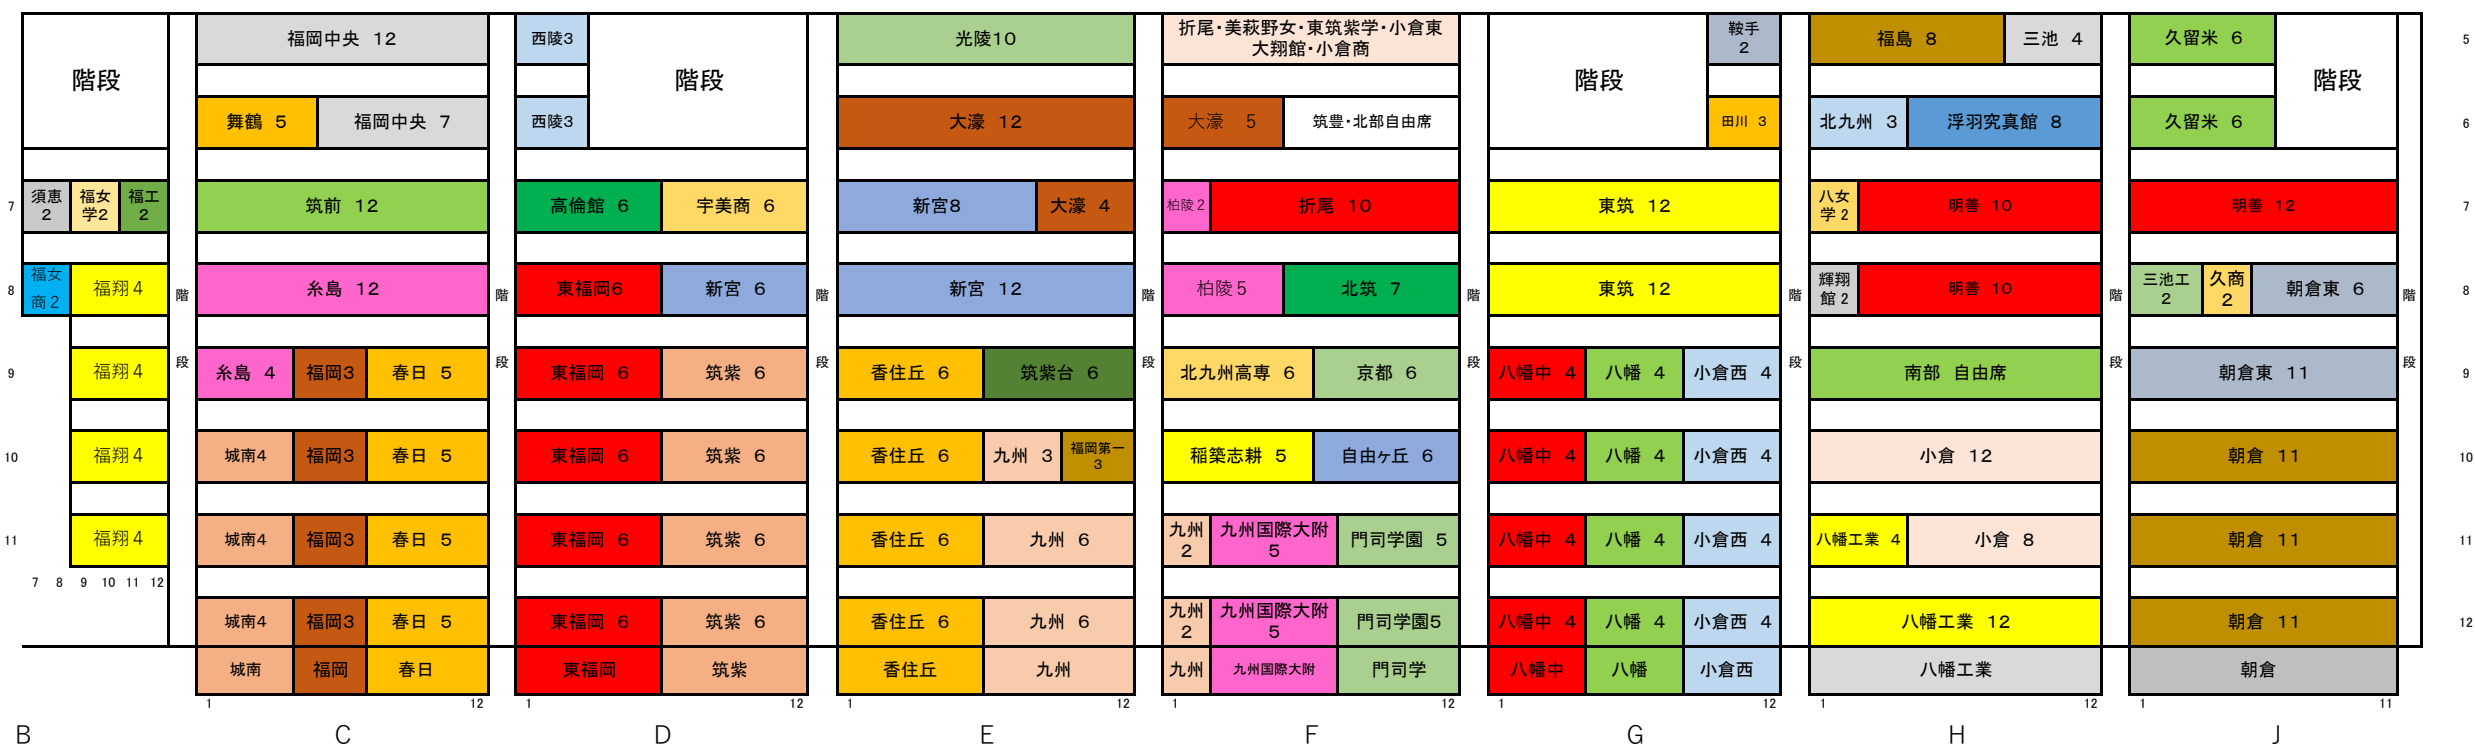 階段
福岡中央 12
西陵3
階段
光陵10
折尾・美萩野女・東筑紫学・小倉東
大翔館・小倉商
階段
鞍手
2
福島 8
三池 4
久留米 6
階段
5
舞鶴 5
福岡中央 7
西陵3
大濠 12
大濠 5
筑豊・北部自由席
田川 3
北九州 3
浮羽究真館 8
久留米 6
6
7
須恵
2
福女
学2
福工
2
筑前 12
高倫館 6
宇美商 6
新宮8
大濠 4
柏陵 2
折尾 10
東筑 12
八女
学 2
明善 10
明善 12
7
8
福女
商 2
福翔 4
階
糸島 12
階
東福岡6
新宮 6
階
新宮 12
階
柏陵 5
北筑 7
階
東筑 12
階
輝翔
館 2
明善 10
階
三池工
2
久商
2
朝倉東 6
階
8
9
福翔 4
段
糸島 4
福岡3
春日 5
段
東福岡 6
筑紫 6
段
香住丘 6
筑紫台 6
段
北九州高専 6
京都 6
段
八幡中 4
八幡 4
小倉西 4
段
南部 自由席
段
朝倉東 11
段
9
10
福翔 4
城南4
福岡3
春日 5
東福岡 6
筑紫 6
香住丘 6
九州 3
福岡第一
3
稲築志耕 5
自由ヶ丘 6
八幡中 4
八幡 4
小倉西 4
小倉 12
朝倉 11
10
11
福翔 4
城南4
福岡3
春日 5
東福岡 6
筑紫 6
香住丘 6
九州 6
九州
2
九州国際大附
5
門司学園 5
八幡中 4
八幡 4
小倉西 4
八幡工業 4
小倉 8
朝倉 11
11
7 8 9 10 11 12
城南4
福岡3
春日 5
東福岡 6
筑紫 6
香住丘 6
九州 6
九州
2
九州国際大附
5
門司学園5
八幡中 4
八幡 4
小倉西 4
八幡工業 12
朝倉 11
12
城南
福岡
春日
東福岡
筑紫
香住丘
九州
九州
九州国際大附
門司学
八幡中
八幡
小倉西
八幡工業
朝倉
1 12
1 12
1 12
1 12
1 12
1 12
1 11
B C D E F G H J